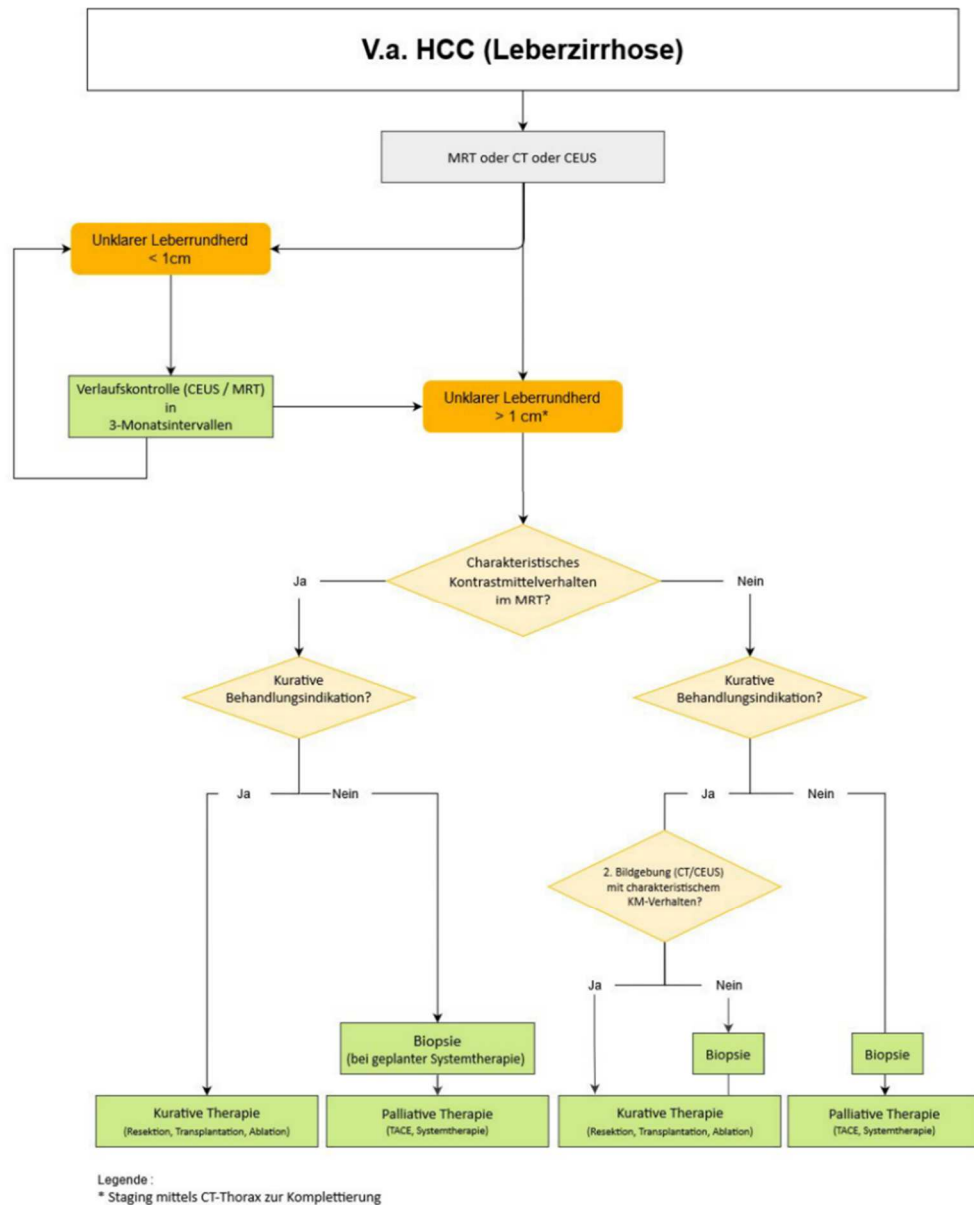 V.a. HCC (Leberzirrhose)
MRT oder CT oder CEUS
Unklarer Leberrundherd
< 1cm
Verlaufskontrolle (CEUS / MRT)
in
3-Monatsintervallen
Unklarer Leberrundherd
> 1 cm*
Charakteristisches
Kontrastmittelverhalten
im MRT?
Ja
Nein
Kurative
Behandlungsindikation?
Kurative
Behandlungsindikation?
Ja
Nein
Ja
Nein
2. Bildgebung (CT/CEUS)
mit charakteristischem
KM-Verhalten?
Ja
Nein
Biopsie
(bei geplanter Systemtherapie)
Biopsie
Biopsie
Kurative Therapie
(Resektion, Transplantation, Ablation)
Palliative Therapie
(TACE, Systemtherapie)
Kurative Therapie
(Resektion, Transplantation, Ablation)
Palliative Therapie
(TACE, Systemtherapie)
Legende :
* Staging mittels CT-Thorax zur Komplettierung